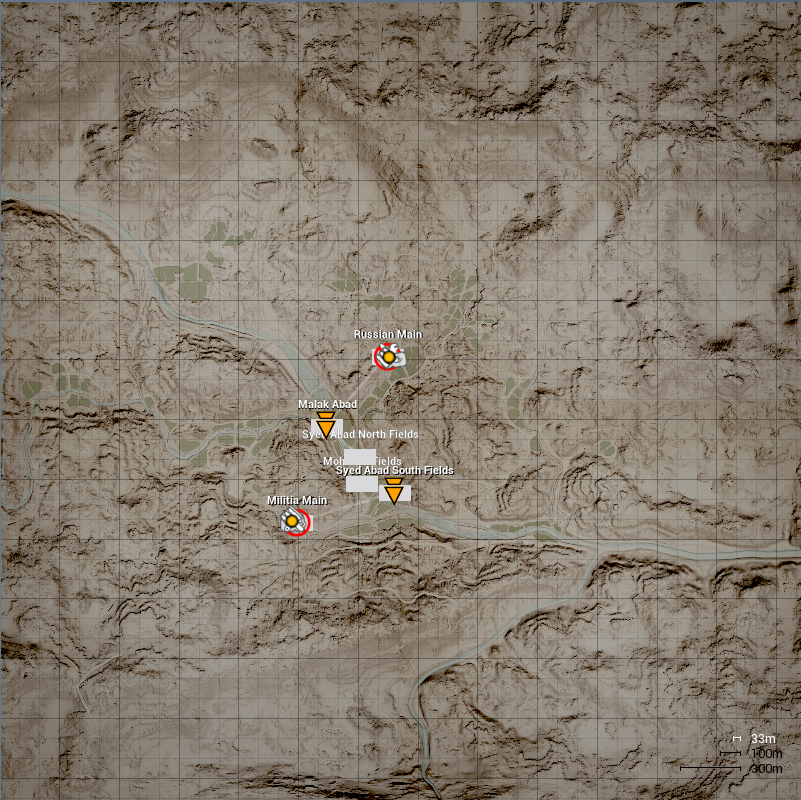 Russian Main
Malak Abad
Syed Abad North Fields
Fields
Syed Abad South Fields
Militia Main
33m
100m
300m